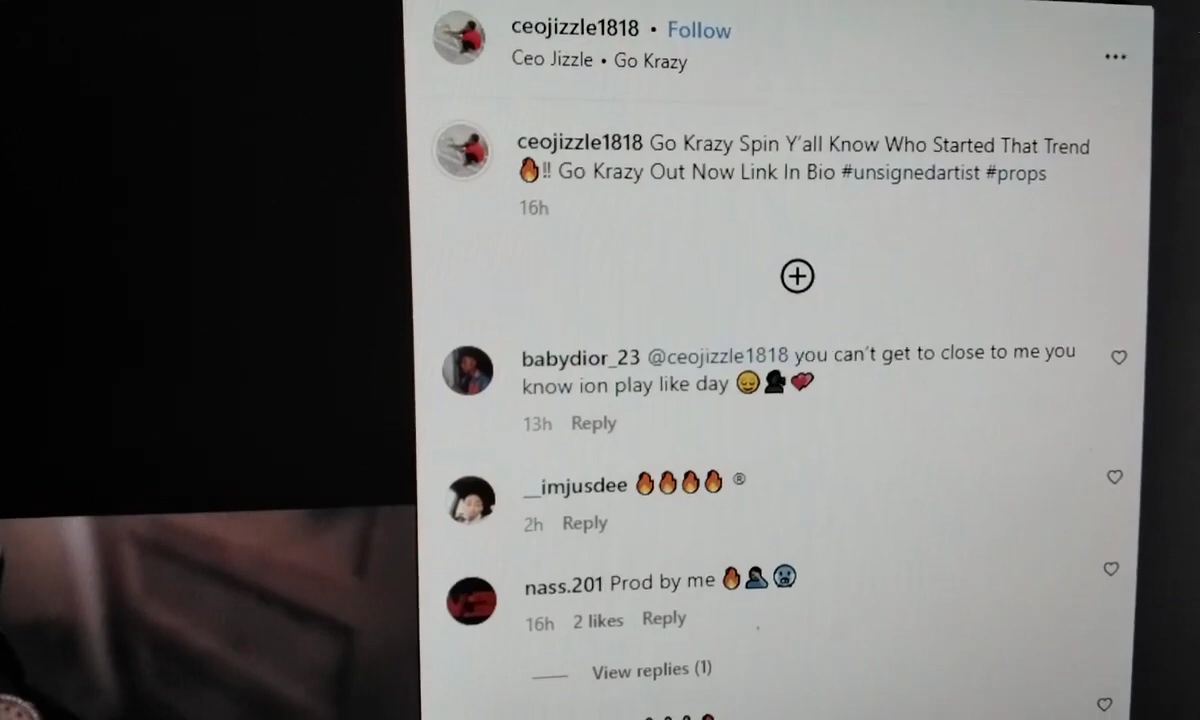 ceojizzle1818 • Follow
Ceo Jizzle • Go Krazy
ceojizzle1818 Go Krazy Spin Y'all Know Who Started That Trend
🔥!! Go Krazy Out Now Link In Bio #unsignedartist #props
16h
babydior_23 @ceojizzle1818 you can't get to close to me you
know ion play like day 😌🗣💞
13h Reply
__imjusdee 🔥🔥🔥🔥 ®
2h Reply
nass.201 Prod by me 🔥🤦🏿‍♂️🥶
16h 2 likes Reply
View replies (1)